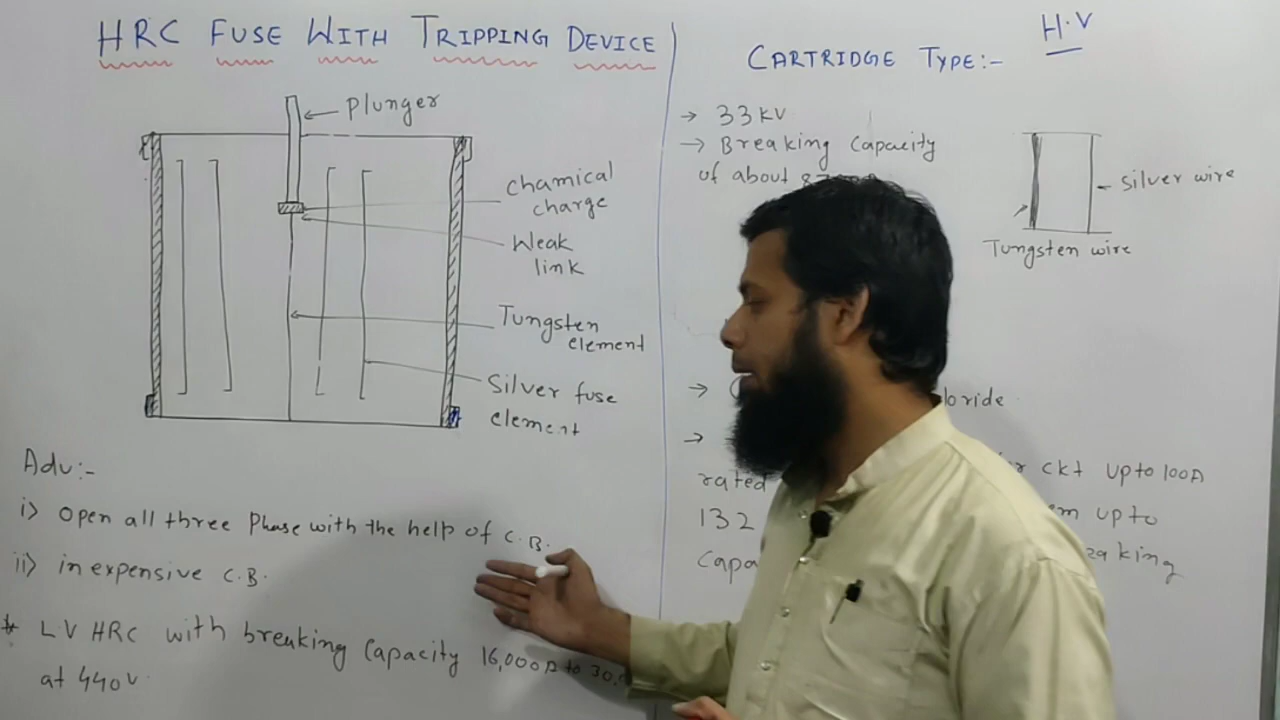 HRC FUSE WITH TRIPPING DEVICE
Plunger
chamical
charge
Weak
link
Tungsten
element
Silver fuse
element
Adv:-
i> open all three Phase with the help of C.B.
ii> inexpensive C.B.
* LV HRC with breaking Capacity 16,000A to 30,
at 440V.
H.V
CARTRIDGE TYPE:-
→ 33KV
→ Breaking Capacity
of about
Silver wire
Tungsten wire
→
→
ckt upto 100A
rated
132 upto
Capa